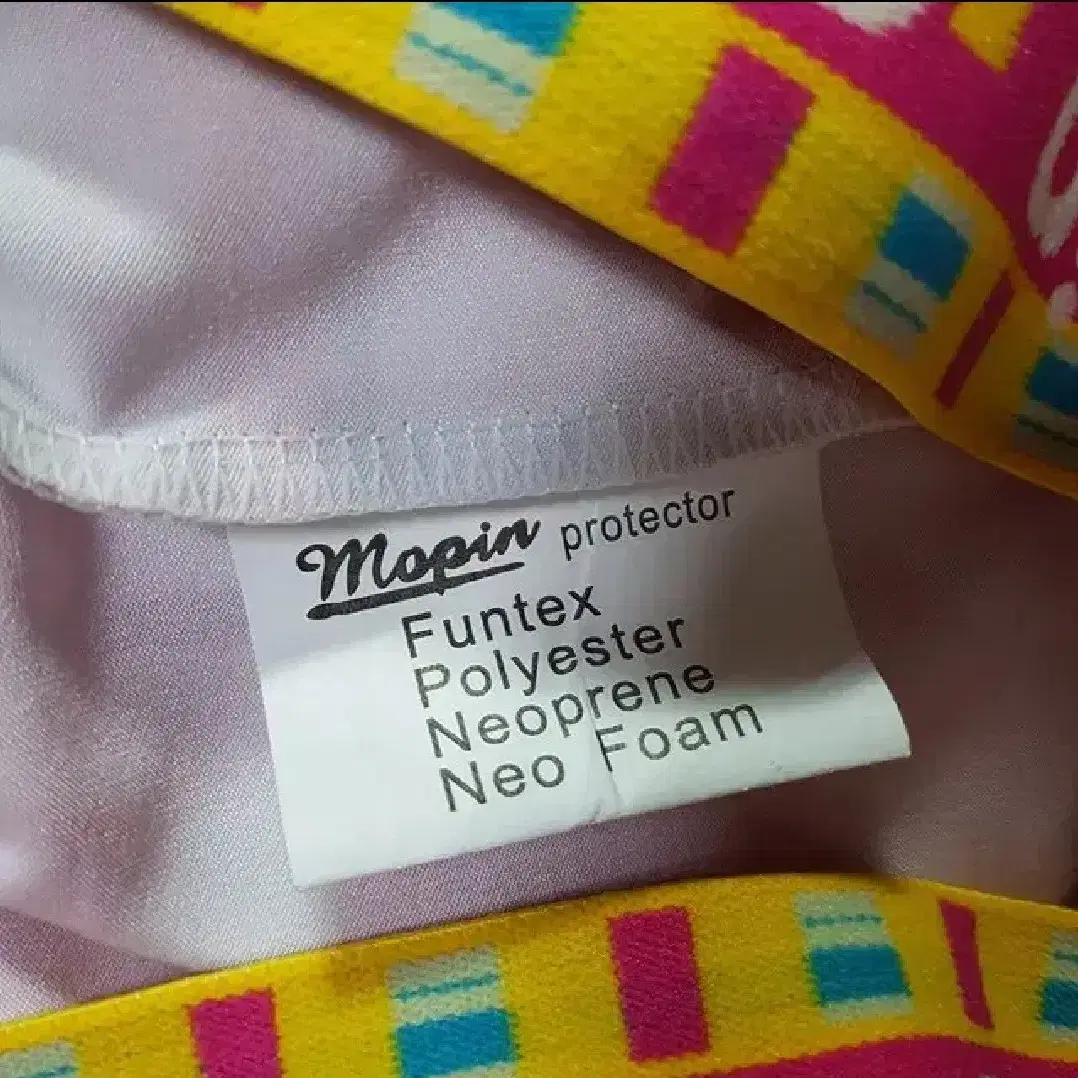 Mopin protector
Funtex
Polyester
Neoprene
Neo Foam